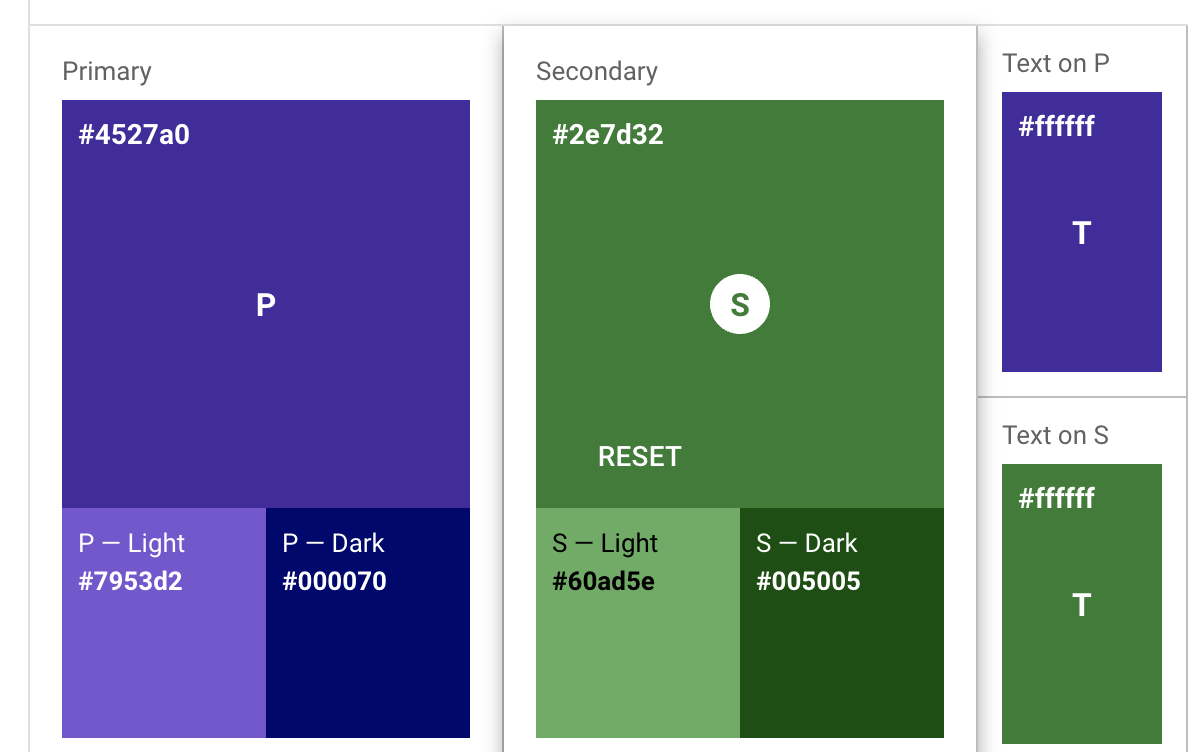 Primary
#4527a0
P
P — Light
#7953d2
P — Dark
#000070
Secondary
#2e7d32
S
RESET
S — Light
#60ad5e
S — Dark
#005005
Text on P
#ffffff
T
Text on S
#ffffff
T